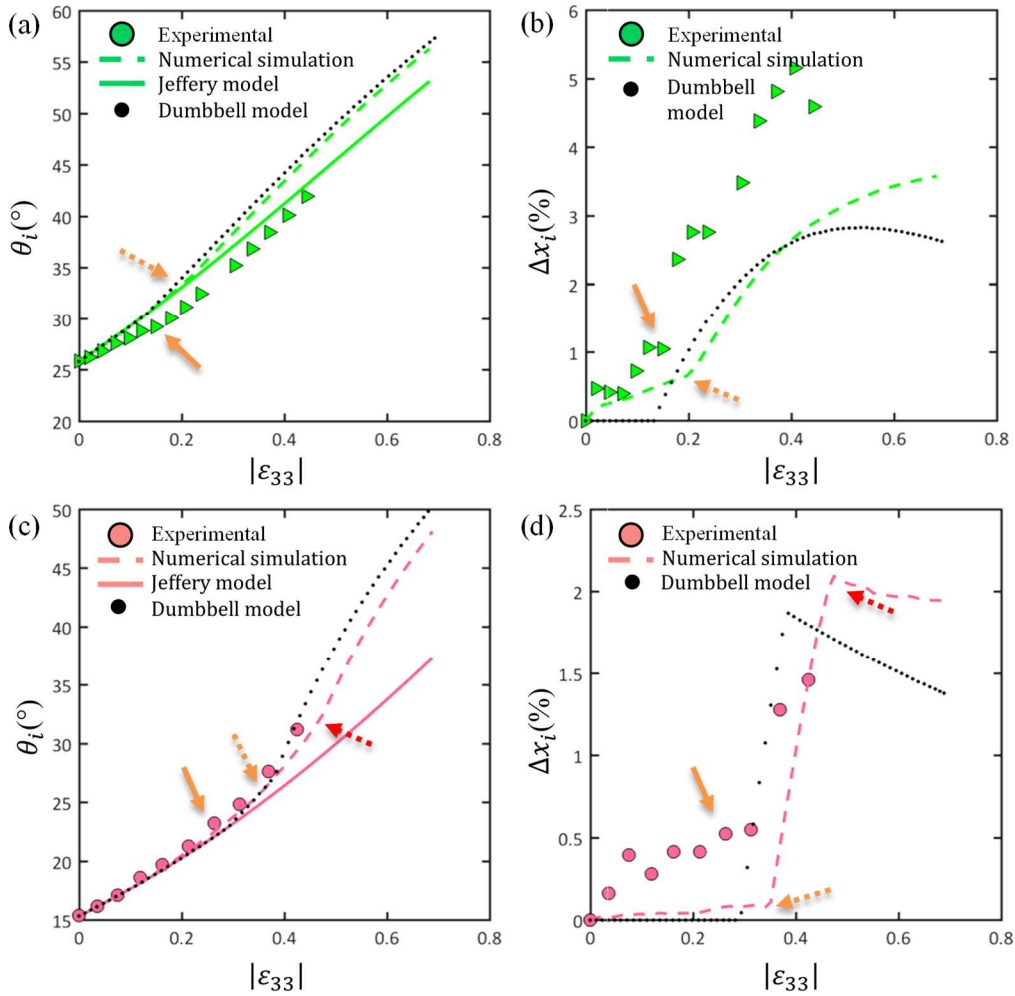 (a)
60
55
50
45
40
35
30
25
20
θi(°)
Experimental
Numerical simulation
Jeffery model
Dumbbell model
0
0.2
0.4
0.6
0.8
|ε33|
(b)
6
5
4
3
2
1
0
Δxi(%)
Experimental
Numerical simulation
Dumbbell
model
0
0.2
0.4
0.6
0.8
|ε33|
(c)
50
45
40
35
30
25
20
15
θi(°)
Experimental
Numerical simulation
Jeffery model
Dumbbell model
0
0.2
0.4
0.6
0.8
|ε33|
(d)
2.5
2
1.5
1
0.5
0
Δxi(%)
Experimental
Numerical simulation
Dumbbell model
0
0.2
0.4
0.6
0.8
|ε33|